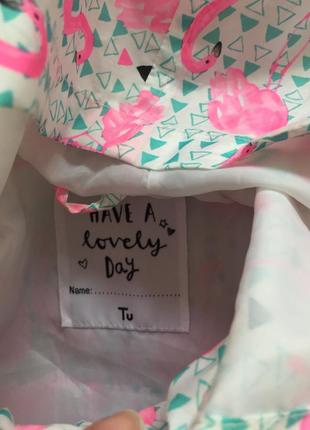 HAVE A
lovely
DAY
Name:..........................
Tu